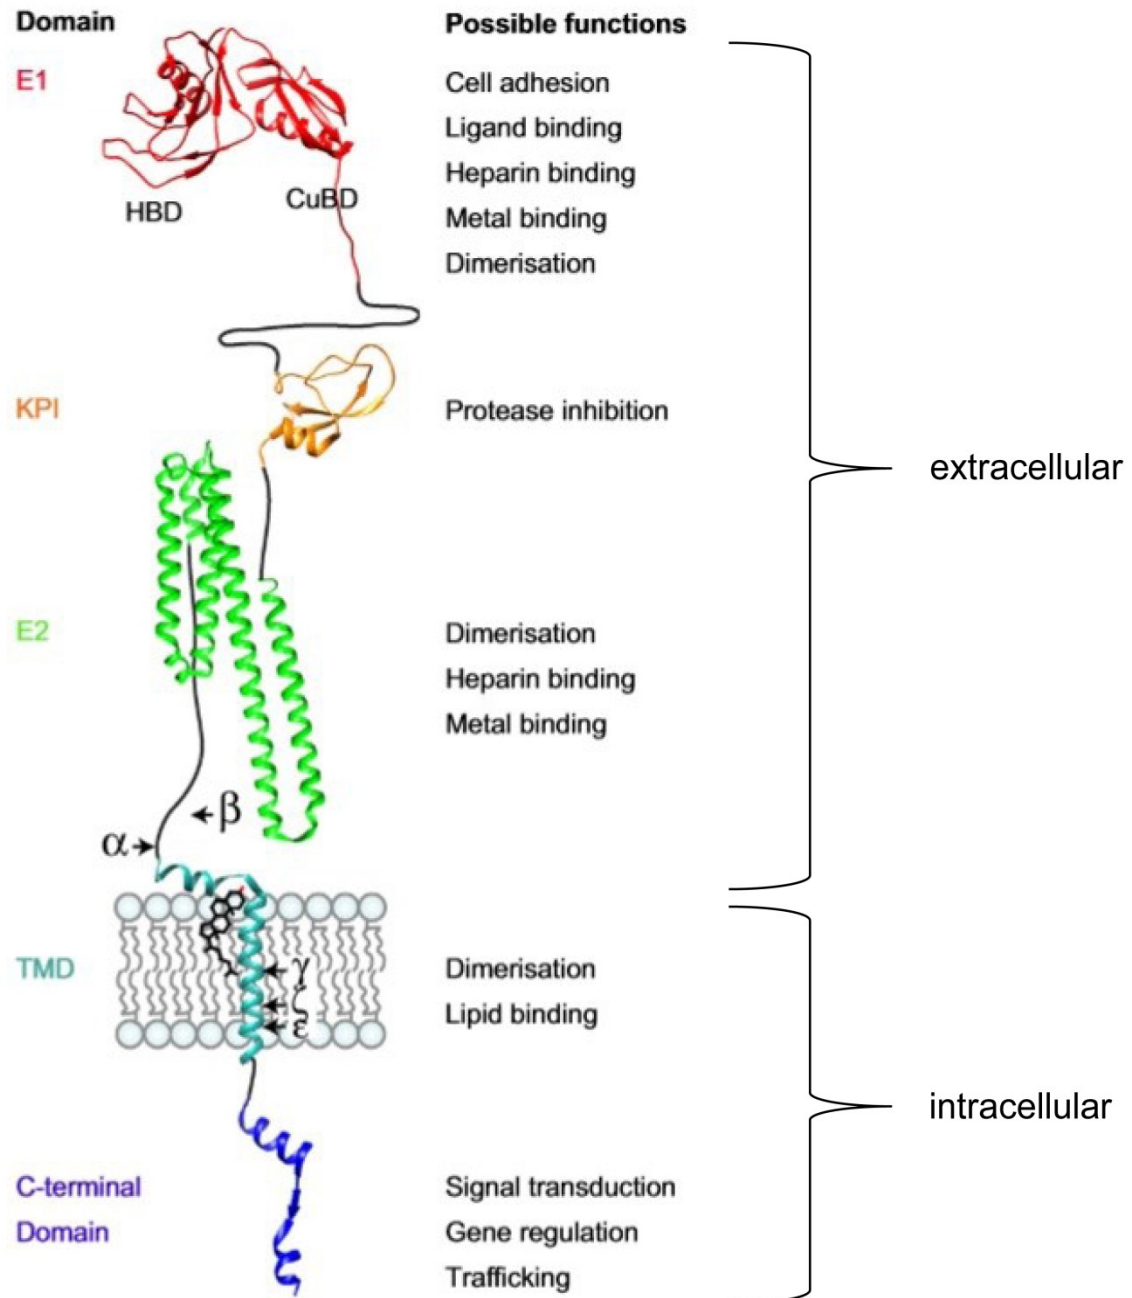 Domain Possible functions
E1 Cell adhesion
Ligand binding
Heparin binding
HBD CuBD
Metal binding
Dimerisation
KPI Protease inhibition
extracellular
E2 Dimerisation
Heparin binding
Metal binding
β
α
TMD γ Dimerisation
ζ Lipid binding
ε
intracellular
C-terminal Signal transduction
Domain Gene regulation
Trafficking